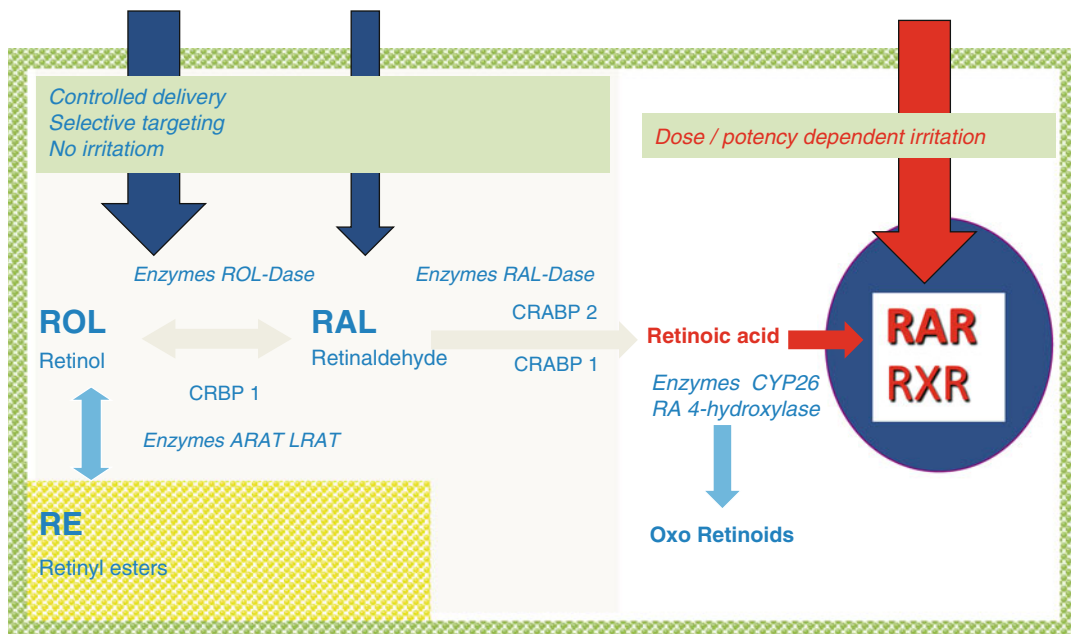 Controlled delivery
Selective targeting
No irritatiom
Dose / potency dependent irritation
Enzymes ROL-Dase
Enzymes RAL-Dase
ROL
Retinol
RAL
Retinaldehyde
CRBP 1
CRABP 2
CRABP 1
Retinoic acid
RAR
RXR
Enzymes CYP26
RA 4-hydroxylase
Enzymes ARAT LRAT
RE
Retinyl esters
Oxo Retinoids